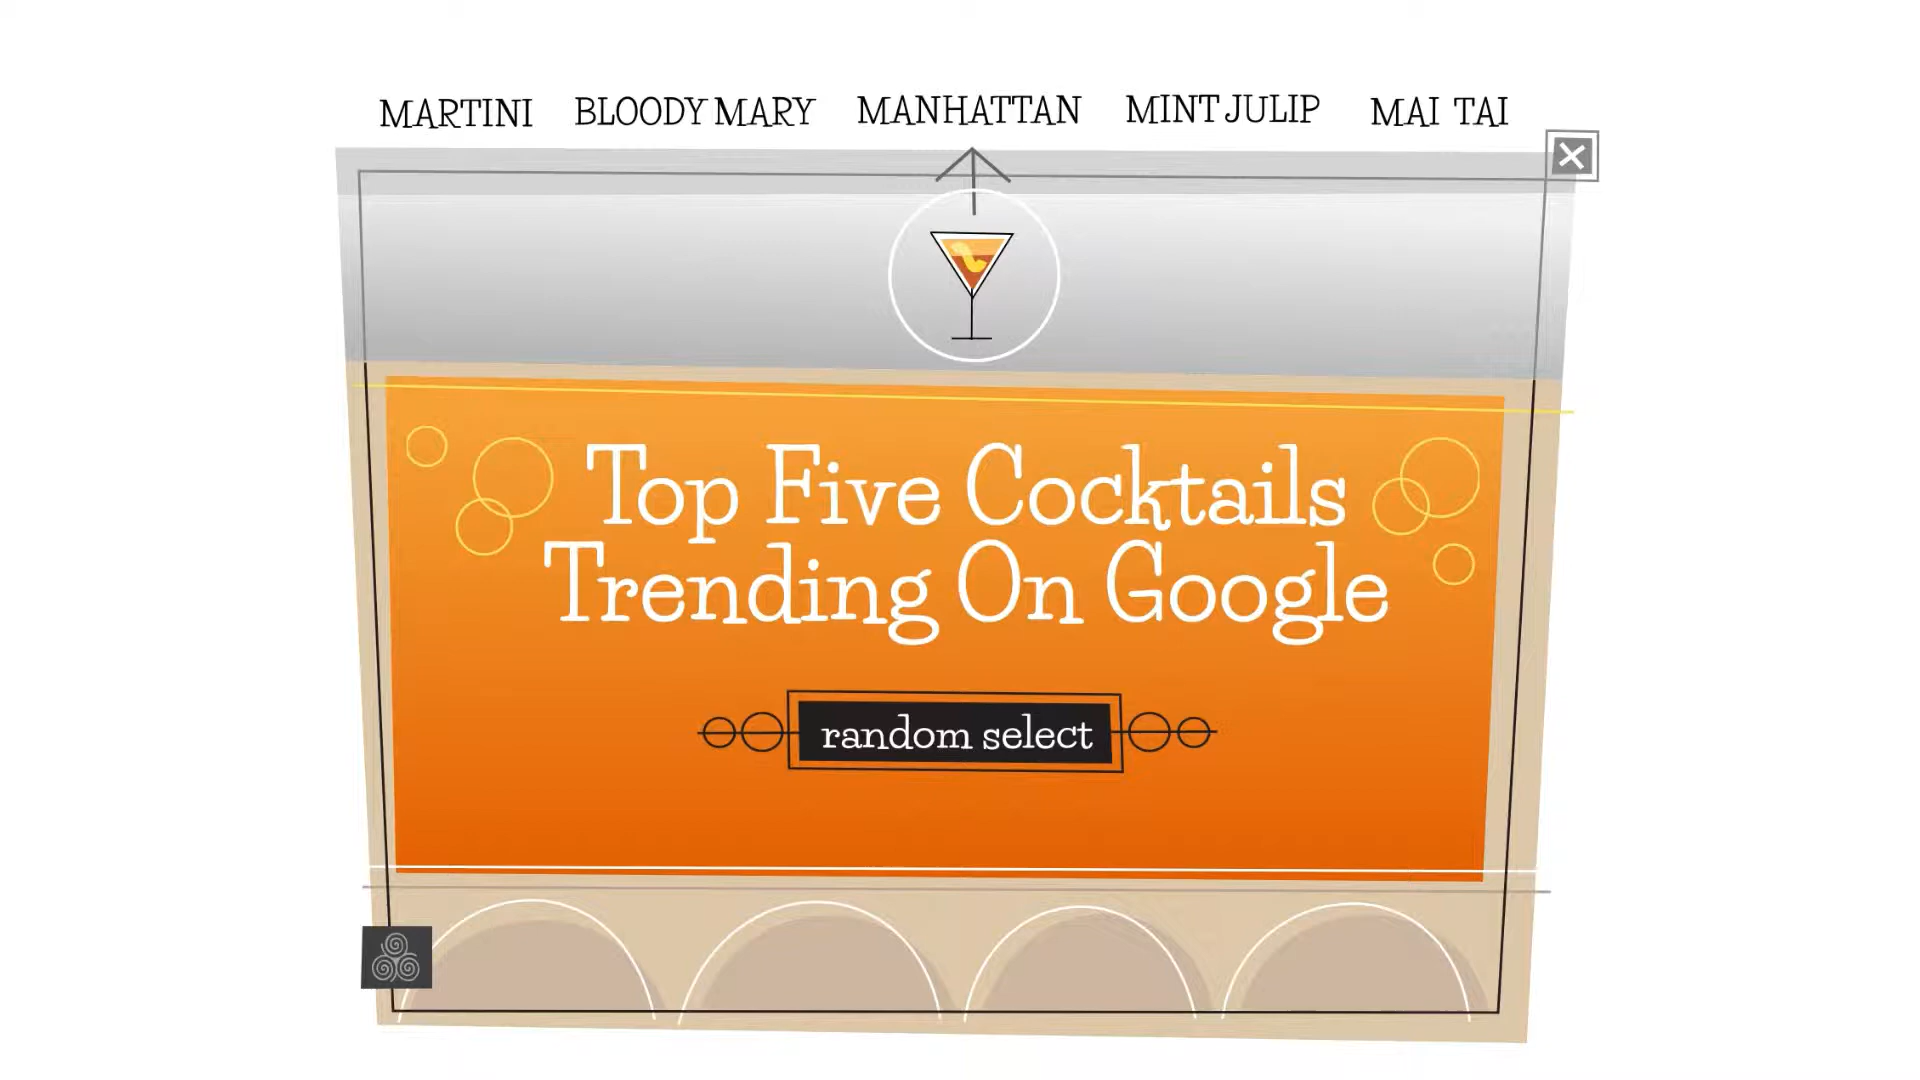 MARTINI BLOODY MARY MANHATTAN MINT JULIP MAI TAI
Top Five Cocktails
Trending On Google
random select